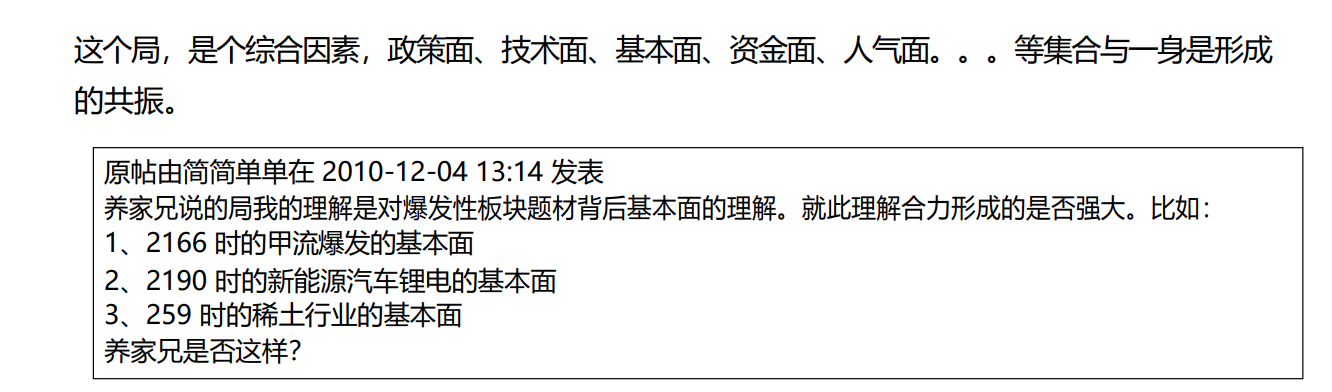 这个局，是个综合因素，政策面、技术面、基本面、资金面、人气面。。。等集合与一身是形成
的共振。
原帖由简简单单在 2010-12-04 13:14 发表
养家兄说的局我的理解是对爆发性板块题材背后基本面的理解。就此理解合力形成的是否强大。比如：
1、2166 时的甲流爆发的基本面
2、2190 时的新能源汽车锂电的基本面
3、259 时的稀土行业的基本面
养家兄是否这样？